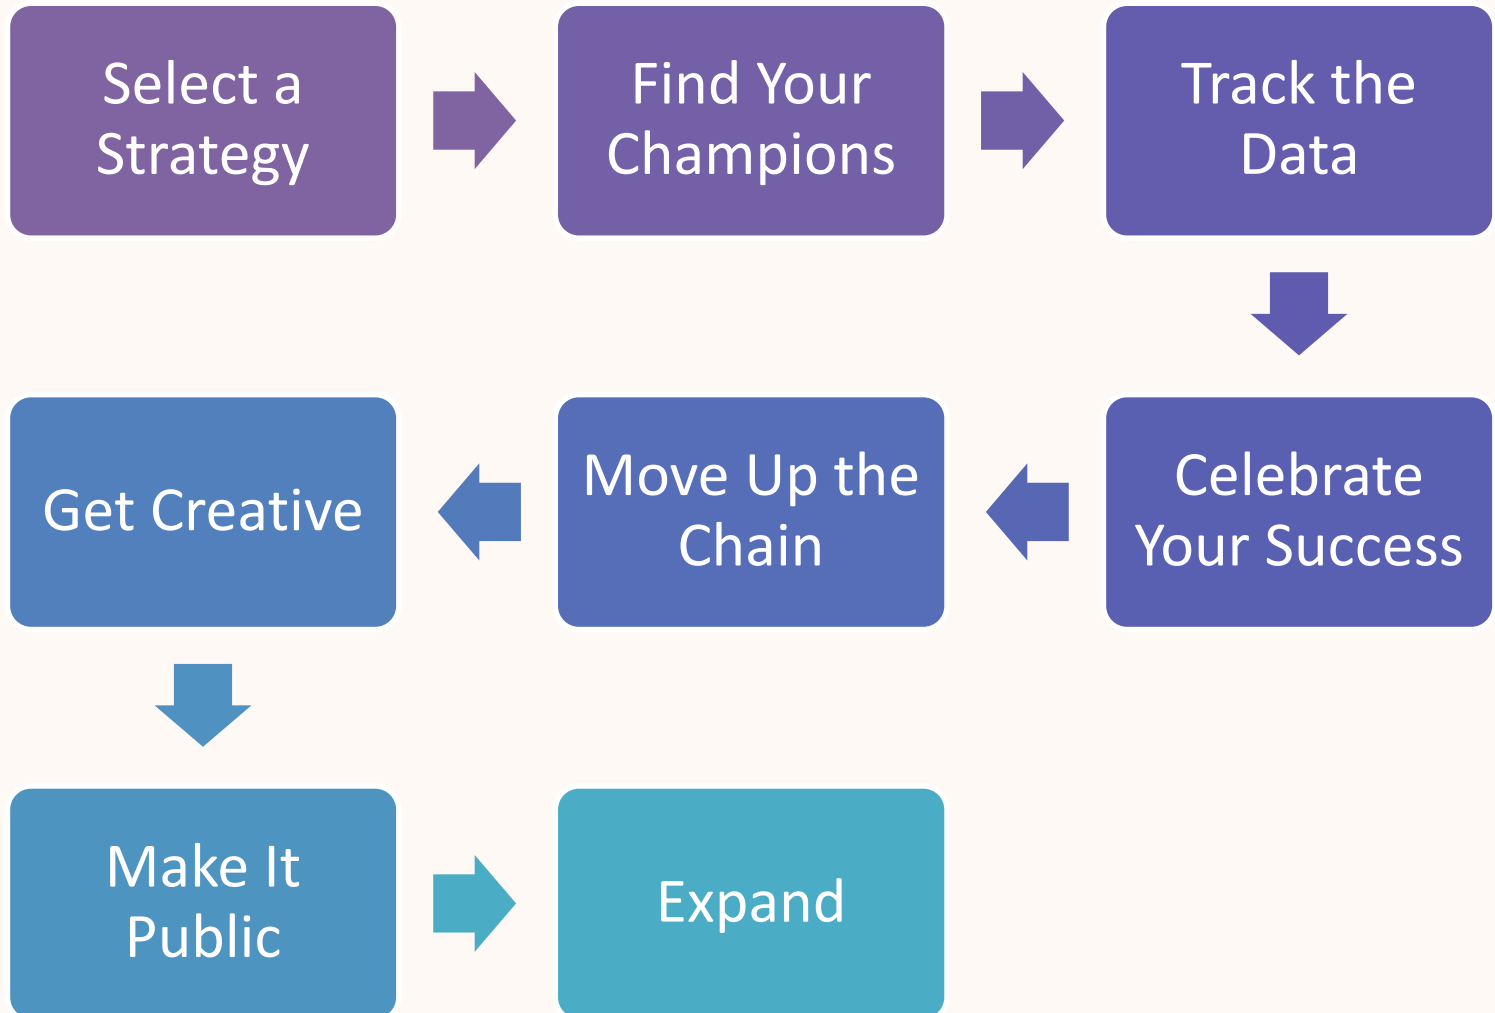 Select a
Strategy
Find Your
Champions
Track the
Data
Celebrate
Your Success
Move Up the
Chain
Get Creative
Make It
Public
Expand